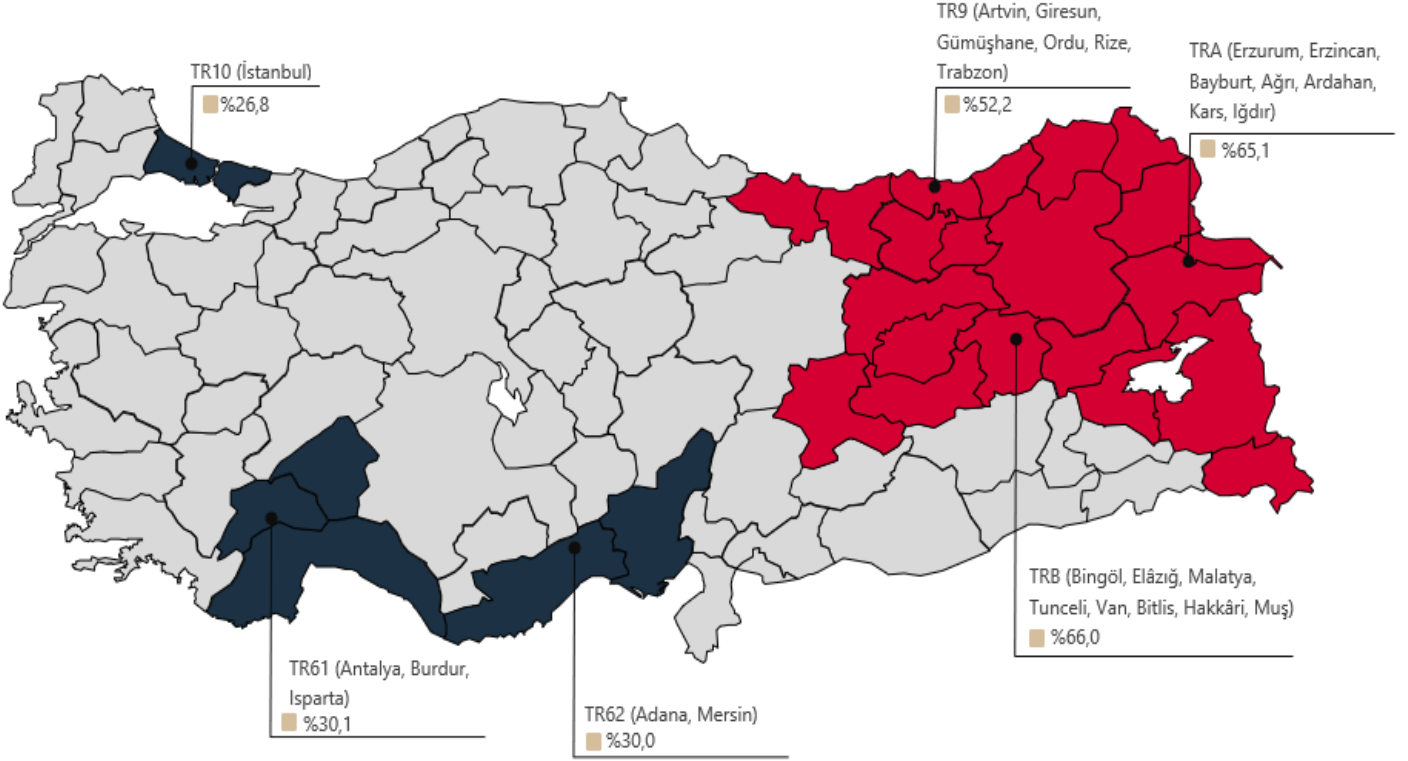 TR10 (İstanbul)
%26,8
TR9 (Artvin, Giresun,
Gümüşhane, Ordu, Rize,
Trabzon)
%52,2
TRA (Erzurum, Erzincan,
Bayburt, Ağrı, Ardahan,
Kars, Iğdır)
%65,1
TRB (Bingöl, Elâzığ, Malatya,
Tunceli, Van, Bitlis, Hakkâri, Muş)
%66,0
TR61 (Antalya, Burdur,
Isparta)
%30,1
TR62 (Adana, Mersin)
%30,0